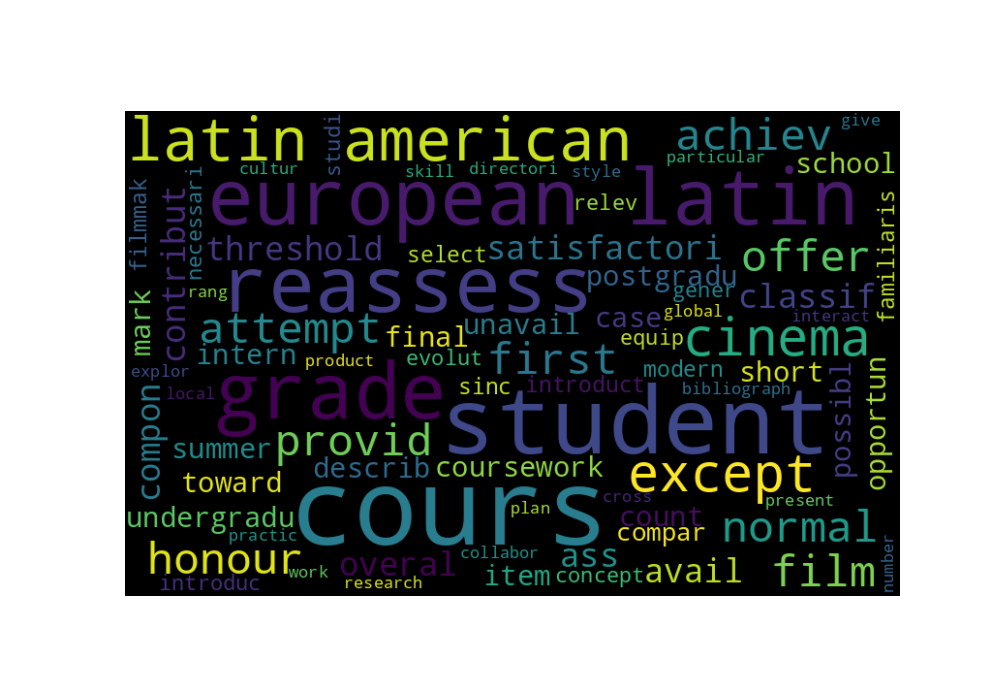 latin american achiev give
studi
particular school
cultur skill directori style
european latin
relev
filmmak
contribut
necessari
familiaris
threshold select satisfactori offer
reassess postgradu
rang gener classif
mark
attempt final unavail case global interact
equip cinema
intern product evolut first modern short
explor local sinc introduct bibliograph
grade student
compon
possibl
opportun
summer provid describ coursework except
toward cours cross present
undergradu plan count compar normal
practic
honour overal collabor ass
number
introduc work research item concept avail film